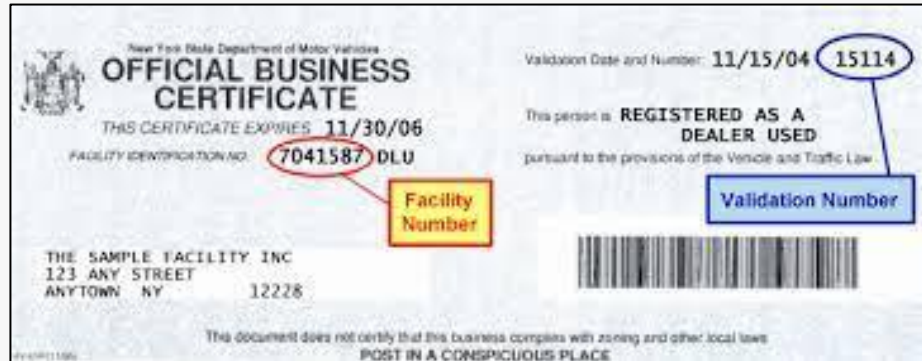 New York State Department of Motor Vehicles
OFFICIAL BUSINESS
CERTIFICATE
THIS CERTIFICATE EXPIRES 11/30/06
FACILITY IDENTIFICATION NO. 7041587 DLU
Facility
Number
THE SAMPLE FACILITY INC
123 ANY STREET
ANYTOWN NY 12228
Validation Date and Number: 11/15/04 15114
This person is REGISTERED AS A
DEALER USED
pursuant to the provisions of the Vehicle and Traffic Law
Validation Number
This document does not certify that this business complies with zoning and other local laws
POST IN A CONSPICUOUS PLACE